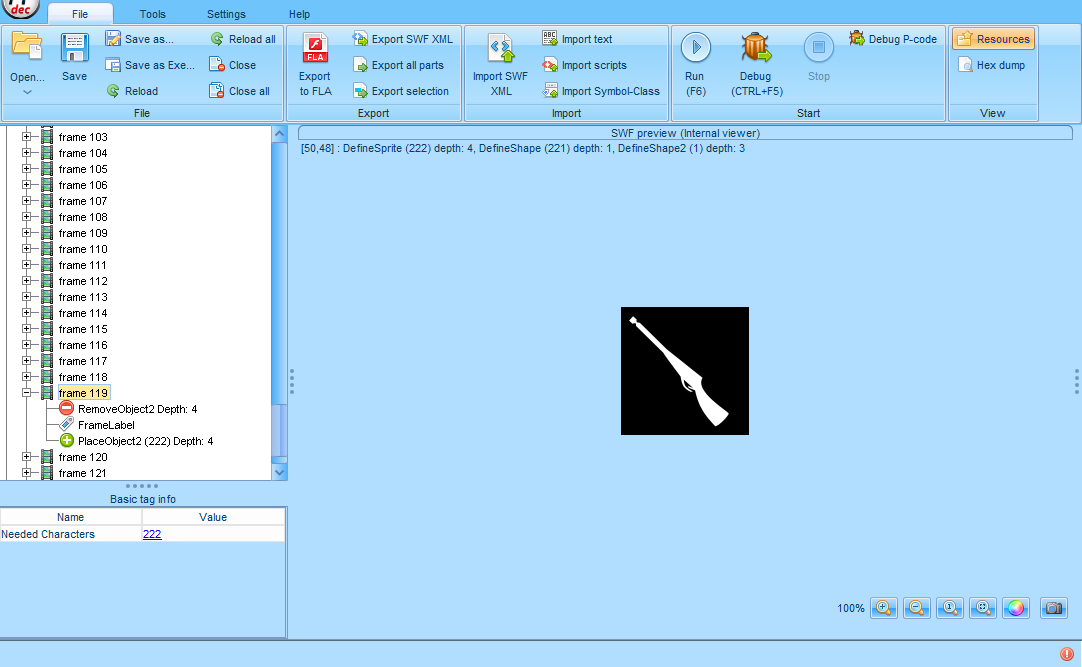 dec
File Tools Settings Help
Open...
Save
Save as...
Save as Exe...
Reload
Reload all
Close
Close all
File
FLA
Export
to FLA
Export SWF XML
Export all parts
Export selection
Export
Import SWF
XML
ABC
Import text
Import scripts
Import Symbol-Class
Import
Run
(F6)
Debug
(CTRL+F5)
Stop
Debug P-code
Start
Resources
Hex dump
View
frame 103
frame 104
frame 105
frame 106
frame 107
frame 108
frame 109
frame 110
frame 111
frame 112
frame 113
frame 114
frame 115
frame 116
frame 117
frame 118
frame 119
RemoveObject2 Depth: 4
FrameLabel
PlaceObject2 (222) Depth: 4
frame 120
frame 121
Basic tag info
Name Value
Needed Characters 222
SWF preview (Internal viewer)
[50,48] : DefineSprite (222) depth: 4, DefineShape (221) depth: 1, DefineShape2 (1) depth: 3
100%